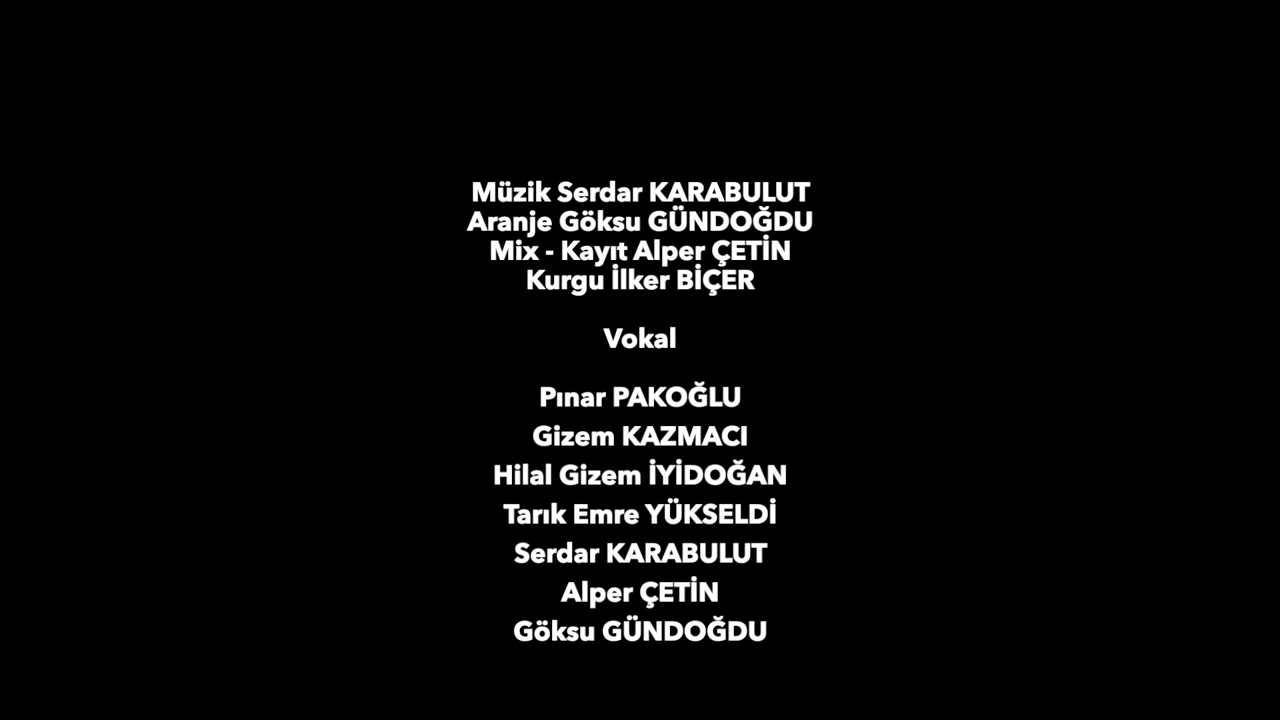 Müzik Serdar KARABULUT
Aranje Göksu GÜNDOĞDU
Mix - Kayıt Alper ÇETİN
Kurgu İlker BİÇER
Vokal
Pınar PAKOĞLU
Gizem KAZMACI
Hilal Gizem İYİDOĞAN
Tarık Emre YÜKSELDİ
Serdar KARABULUT
Alper ÇETİN
Göksu GÜNDOĞDU